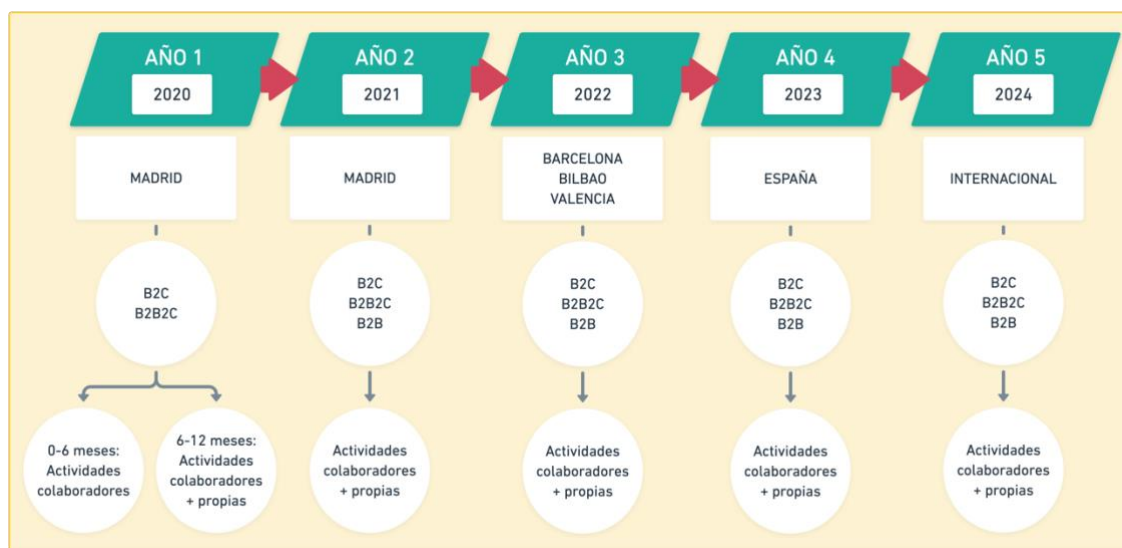 AÑO 1
2020
AÑO 2
2021
AÑO 3
2022
AÑO 4
2023
AÑO 5
2024
MADRID
MADRID
BARCELONA
BILBAO
VALENCIA
ESPAÑA
INTERNACIONAL
B2C
B2B2C
B2C
B2B2C
B2B
B2C
B2B2C
B2B
B2C
B2B2C
B2B
B2C
B2B2C
B2B
0-6 meses:
Actividades
colaboradores
6-12 meses:
Actividades
colaboradores
+ propias
Actividades
colaboradores
+ propias
Actividades
colaboradores
+ propias
Actividades
colaboradores
+ propias
Actividades
colaboradores
+ propias